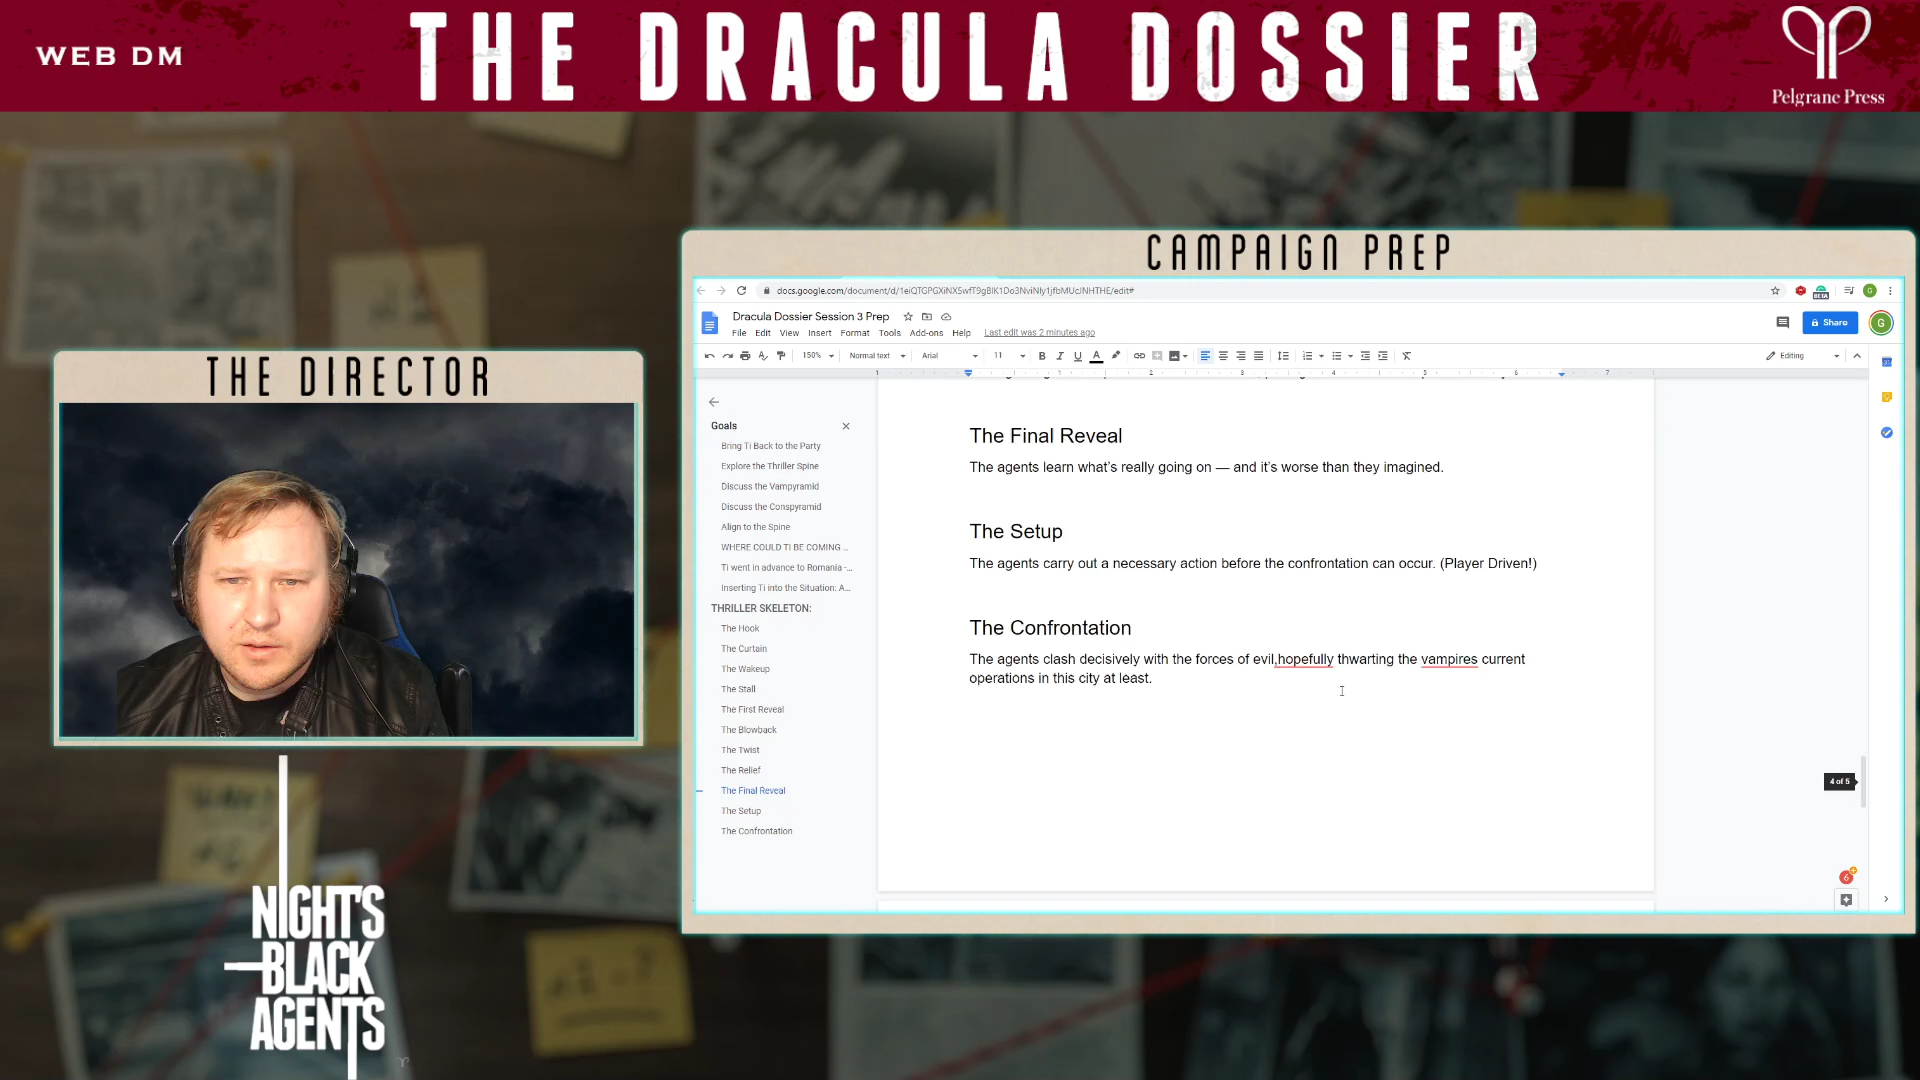 WEB DM
THE DRACULA DOSSIER
Pelgrane Press
THE DIRECTOR
NIGHT'S
BLACK
AGENTS
CAMPAIGN PREP
docs.google.com/document/d/
Dracula Dossier Session 3 Prep
File Edit View Insert Format Tools Add-ons Help Last edit was 2 minutes ago
Share
G
150% Normal text Arial 11 B I U A Editing
Goals
Bring Ti Back to the Party
Explore the Thriller Spine
Discuss the Vampyramid
Discuss the Conspyramid
Align to the Spine
WHERE COULD TI BE COMING ...
Ti went in advance to Romania -...
Inserting Ti into the Situation: A...
THRILLER SKELETON:
The Hook
The Curtain
The Wakeup
The Stall
The First Reveal
The Blowback
The Twist
The Relief
The Final Reveal
The Setup
The Confrontation
The Final Reveal
The agents learn what's really going on — and it's worse than they imagined.
The Setup
The agents carry out a necessary action before the confrontation can occur. (Player Driven!)
The Confrontation
The agents clash decisively with the forces of evil,hopefully thwarting the vampires current
operations in this city at least.
4 of 5
6